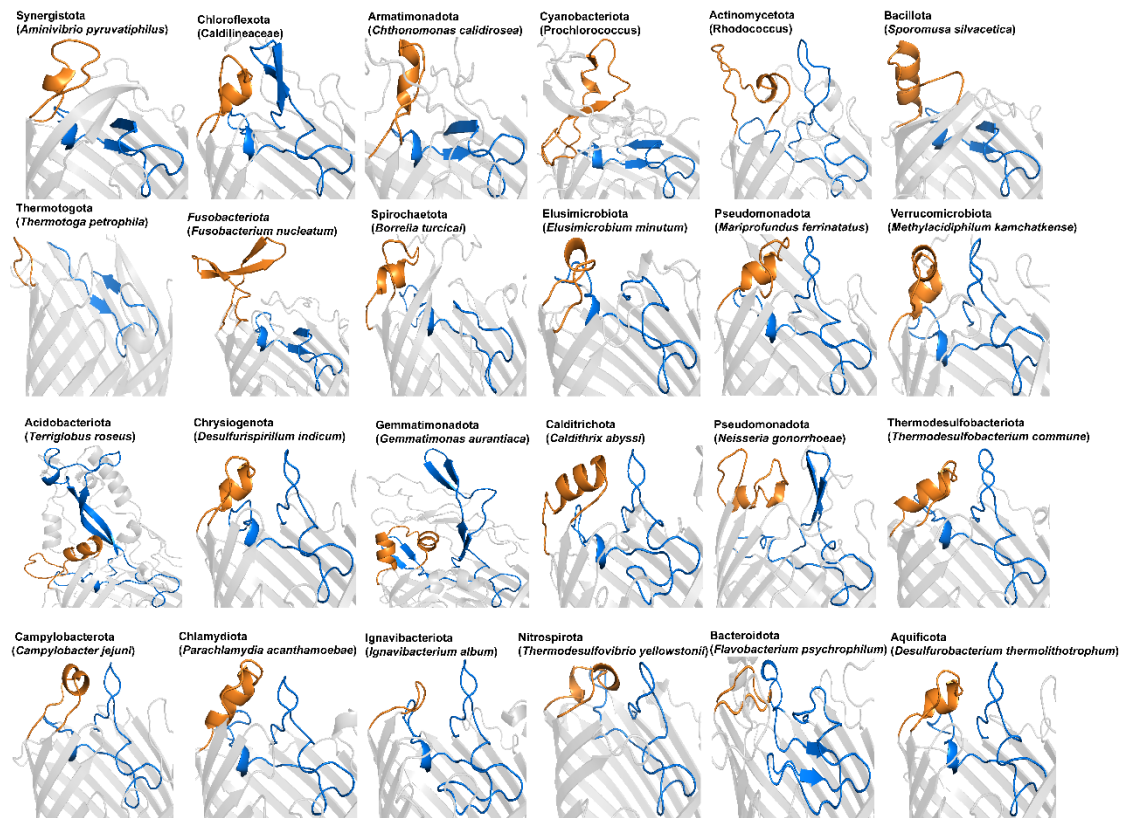 Synergistota
(Aminivibrio pyruvatiphilus)
Chloroflexota
(Caldilineaceae)
Armatimonadota
(Chthonomonas calidirosea)
Cyanobacteriota
(Prochlorococcus)
Actinomycetota
(Rhodococcus)
Bacillota
(Sporomusa silvacetica)
Thermotogota
(Thermotoga petrophila)
Fusobacteriota
(Fusobacterium nucleatum)
Spirochaetota
(Borrelia turcicai)
Elusimicrobiota
(Elusimicrobium minutum)
Pseudomonadota
(Mariprofundus ferrinatatus)
Verrucomicrobiota
(Methylacidiphilum kamchatkense)
Acidobacteriota
(Terriglobus roseus)
Chrysiogenota
(Desulfurispirillum indicum)
Gemmatimonadota
(Gemmatimonas aurantiaca)
Calditrichota
(Caldithrix abyssi)
Pseudomonadota
(Neisseria gonorrhoeae)
Thermodesulfobacteriota
(Thermodesulfobacterium commune)
Campylobacterota
(Campylobacter jejuni)
Chlamydiota
(Parachlamydia acanthamoebae)
Ignavibacteriota
(Ignavibacterium album)
Nitrospirota
(Thermodesulfovibrio yellowstonii)
Bacteroidota
(Flavobacterium psychrophilum)
Aquificota
(Desulfurobacterium thermolithotrophum)